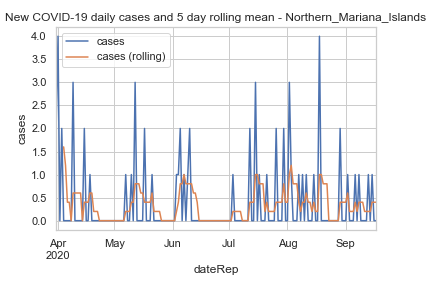 New COVID-19 daily cases and 5 day rolling mean - Northern_Mariana_Islands
cases
cases (rolling)
4.0
3.5
3.0
2.5
2.0
1.5
1.0
0.5
0.0
cases
Apr
2020
May
Jun
Jul
Aug
Sep
dateRep